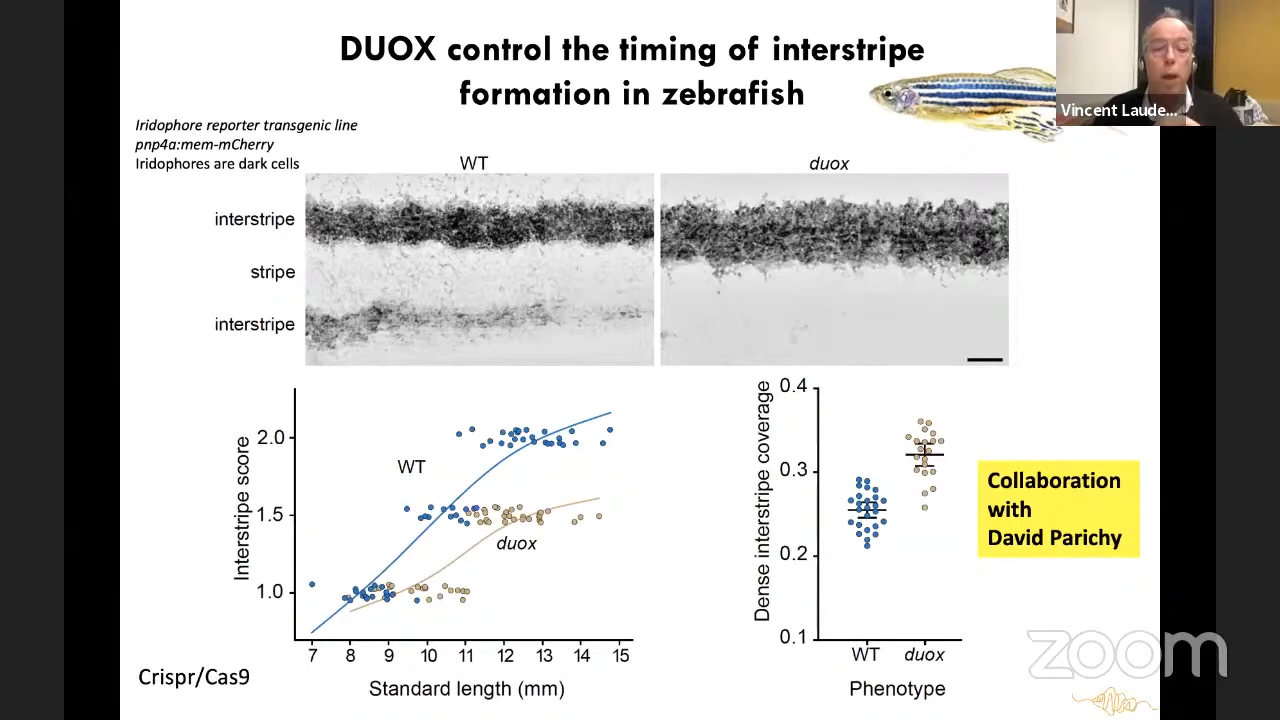 DUOX control the timing of interstripe
formation in zebrafish
Vincent Laude...
Iridophore reporter transgenic line
pnp4a:mem-mCherry
Iridophores are dark cells
WT
duox
interstripe
stripe
interstripe
Interstripe score
2.0
1.5
1.0
WT
duox
7 8 9 10 11 12 13 14 15
Standard length (mm)
Dense interstripe coverage
0.4
0.3
0.2
0.1
WT duox
Phenotype
Collaboration
with
David Parichy
Crispr/Cas9
zoom